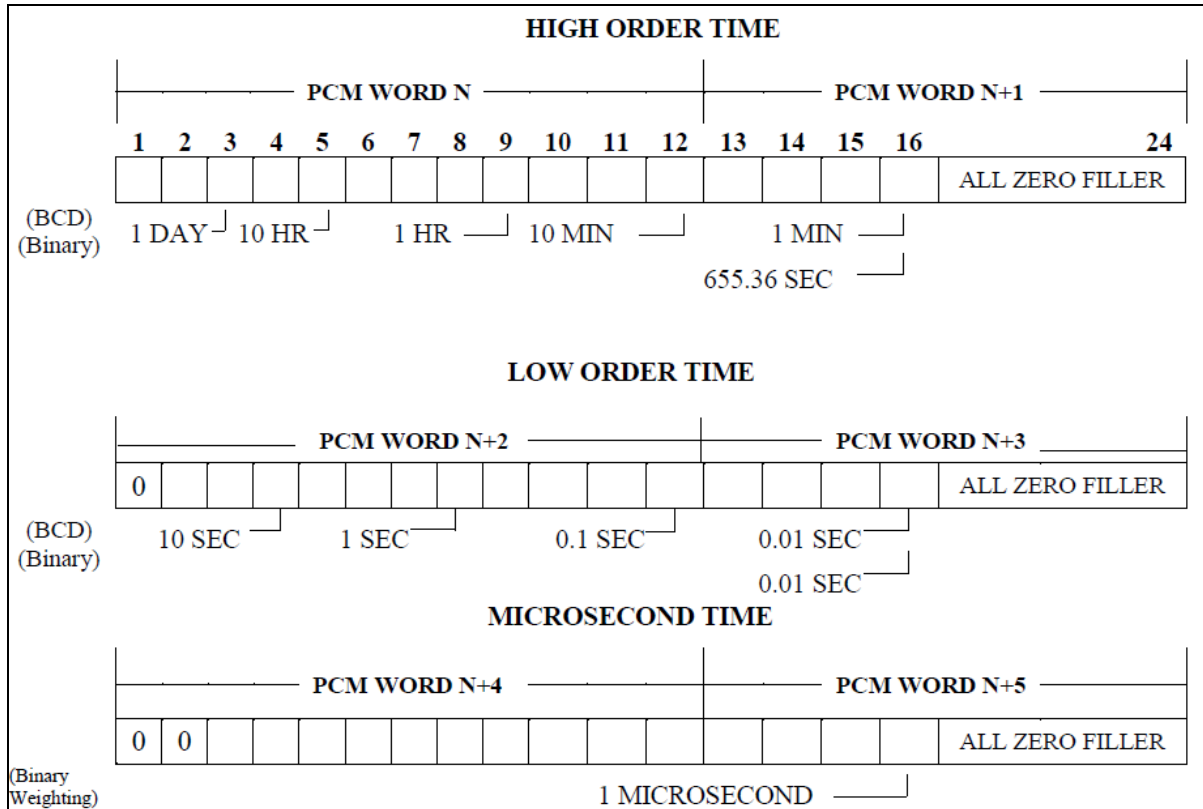 HIGH ORDER TIME
PCM WORD N PCM WORD N+1
1 2 3 4 5 6 7 8 9 10 11 12 13 14 15 16 24
ALL ZERO FILLER
(BCD) 1 DAY 10 HR 1 HR 10 MIN 1 MIN
(Binary)
655.36 SEC
LOW ORDER TIME
PCM WORD N+2 PCM WORD N+3
0 ALL ZERO FILLER
(BCD) 10 SEC 1 SEC 0.1 SEC 0.01 SEC
(Binary)
0.01 SEC
MICROSECOND TIME
PCM WORD N+4 PCM WORD N+5
0 0 ALL ZERO FILLER
(Binary
Weighting) 1 MICROSECOND